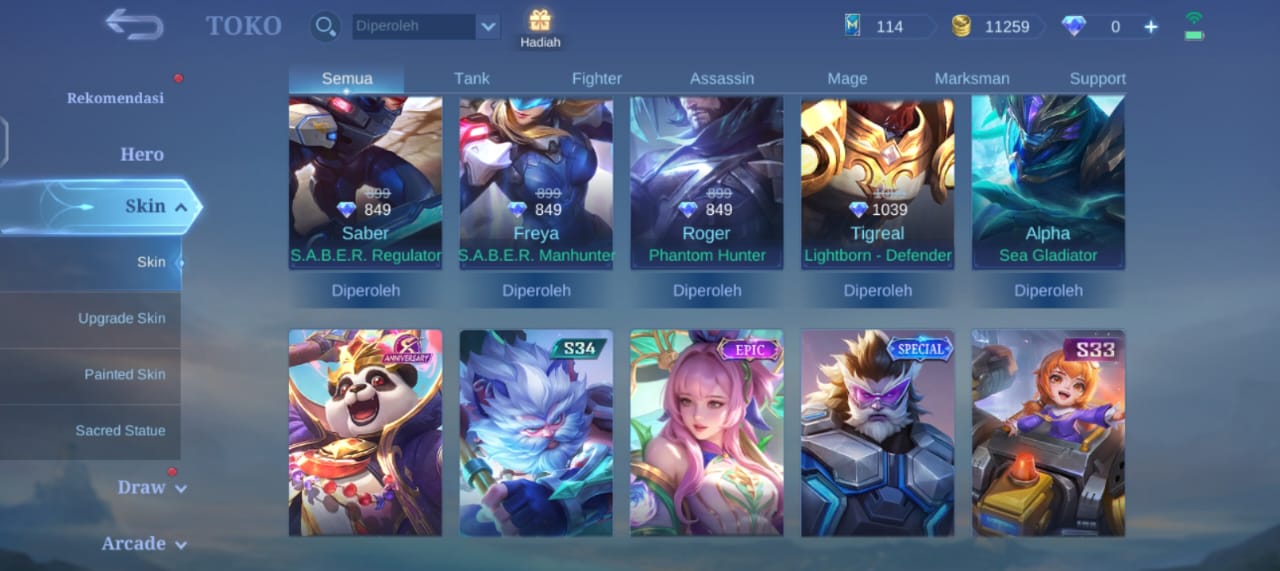 TOKO
Diperoleh
Hadiah
114
11259
0
Rekomendasi
Hero
Skin
Skin
Upgrade Skin
Painted Skin
Sacred Statue
Draw
Arcade
Semua
Tank
Fighter
Assassin
Mage
Marksman
Support
899
849
Saber
S.A.B.E.R. Regulator
Diperoleh
899
849
Freya
S.A.B.E.R. Manhunter
Diperoleh
899
849
Roger
Phantom Hunter
Diperoleh
1039
Tigreal
Lightborn - Defender
Diperoleh
Alpha
Sea Gladiator
Diperoleh
ANNIVERSARY
S34
EPIC
SPECIAL
S33